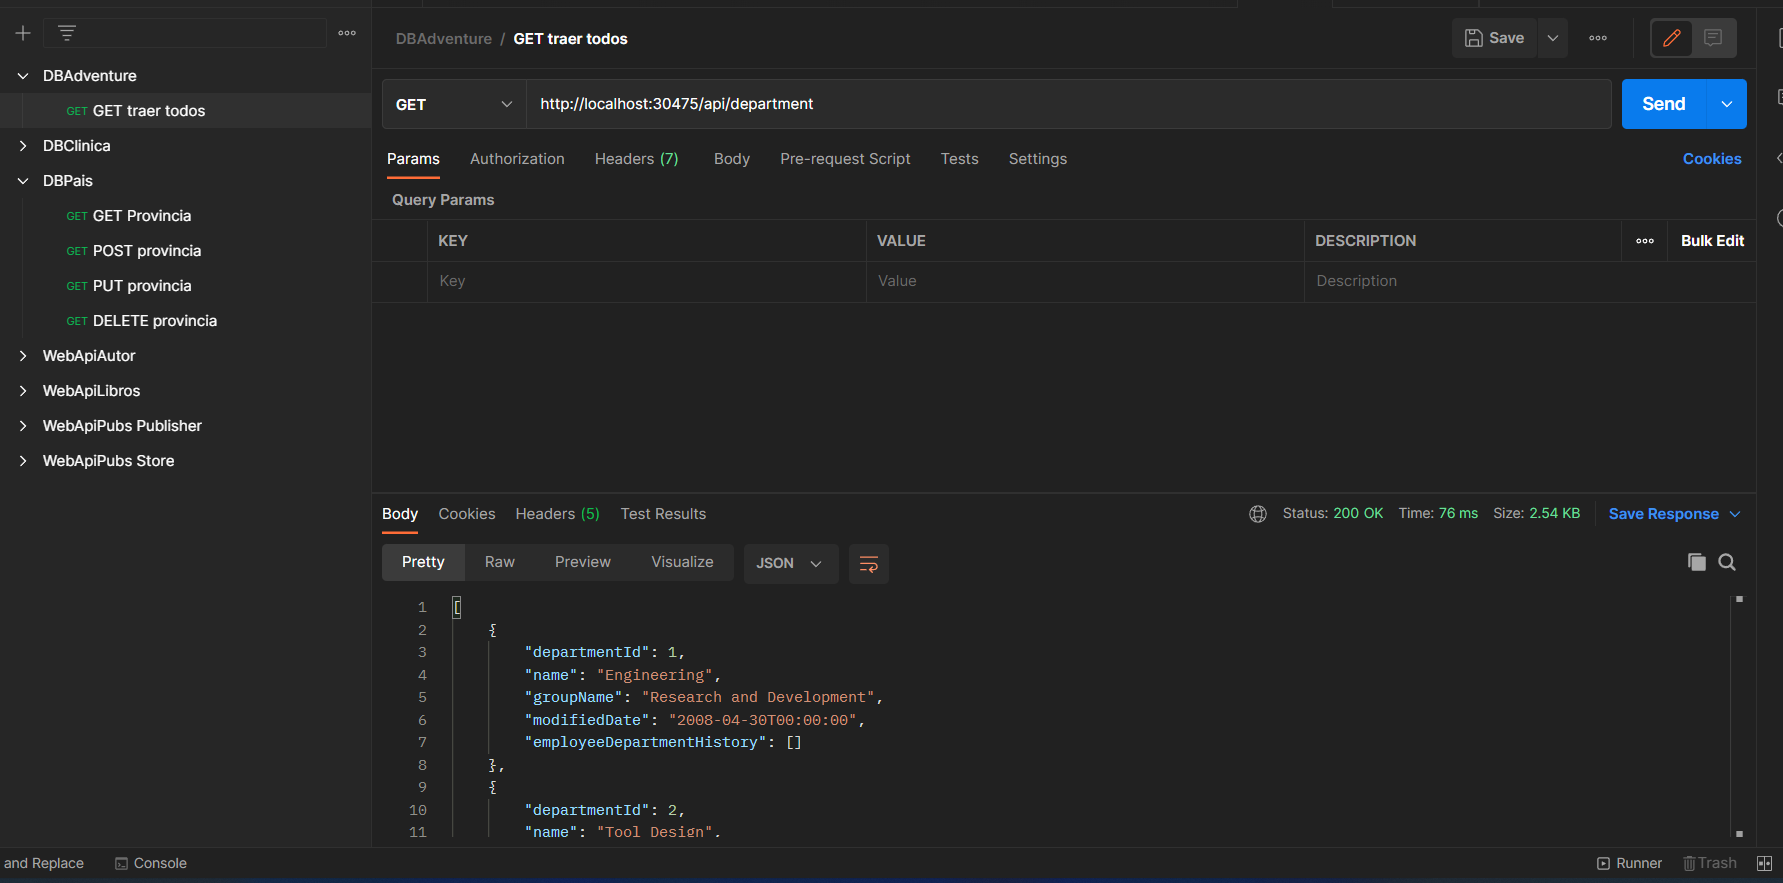 DBAdventure
GET GET traer todos
DBClinica
DBPais
GET GET Provincia
GET POST provincia
GET PUT provincia
GET DELETE provincia
WebApiAutor
WebApiLibros
WebApiPubs Publisher
WebApiPubs Store
DBAdventure / GET traer todos
Save
GET http://localhost:30475/api/department
Send
Params Authorization Headers (7) Body Pre-request Script Tests Settings
Cookies
Query Params
KEY VALUE DESCRIPTION Bulk Edit
Key Value Description
Body Cookies Headers (5) Test Results
Status: 200 OK Time: 76 ms Size: 2.54 KB Save Response
Pretty Raw Preview Visualize JSON
1 [
2 {
3 "departmentId": 1,
4 "name": "Engineering",
5 "groupName": "Research and Development",
6 "modifiedDate": "2008-04-30T00:00:00",
7 "employeeDepartmentHistory": []
8 },
9 {
10 "departmentId": 2,
11 "name": "Tool Design",
and Replace Console
Runner Trash